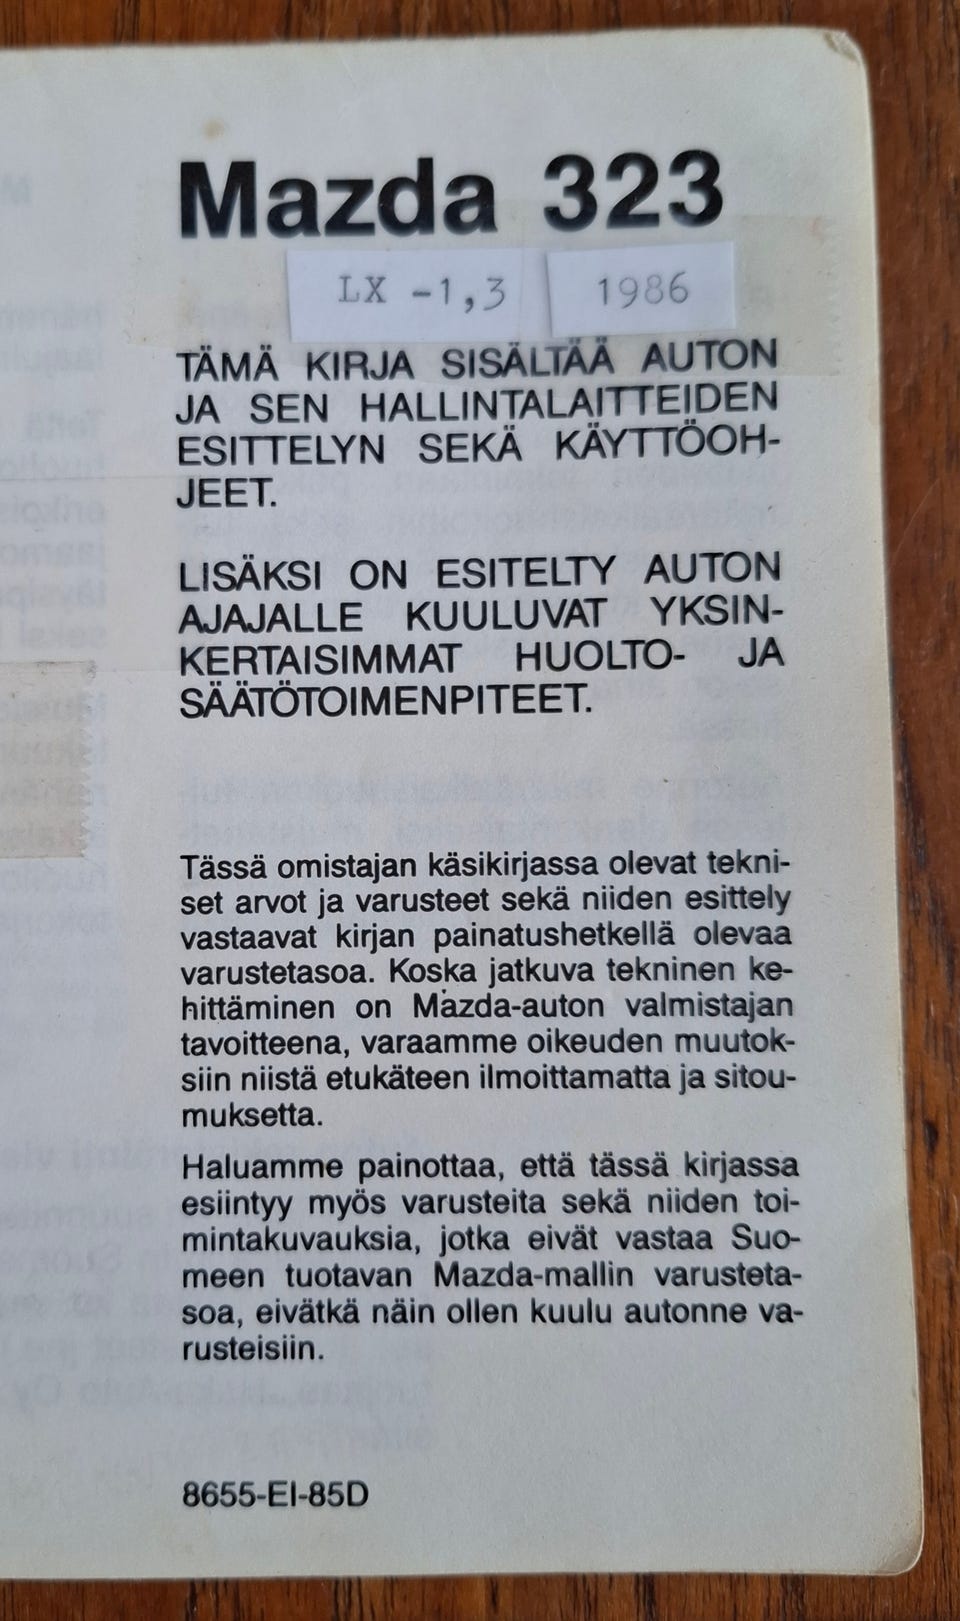 Mazda 323
LX -1,3 1986
TÄMÄ KIRJA SISÄLTÄÄ AUTON
JA SEN HALLINTALAITTEIDEN
ESITTELYN SEKÄ KÄYTTÖOH-
JEET.
LISÄKSI ON ESITELTY AUTON
AJAJALLE KUULUVAT YKSIN-
KERTAISIMMAT HUOLTO- JA
SÄÄTÖTOIMENPITEET.
Tässä omistajan käsikirjassa olevat tekni-
set arvot ja varusteet sekä niiden esittely
vastaavat kirjan painatushetkellä olevaa
varustetasoa. Koska jatkuva tekninen ke-
hittäminen on Mazda-auton valmistajan
tavoitteena, varaamme oikeuden muutok-
siin niistä etukäteen ilmoittamatta ja sitou-
muksetta.
Haluamme painottaa, että tässä kirjassa
esiintyy myös varusteita sekä niiden toi-
mintakuvauksia, jotka eivät vastaa Suo-
meen tuotavan Mazda-mallin varusteta-
soa, eivätkä näin ollen kuulu autonne va-
rusteisiin.
8655-EI-85D